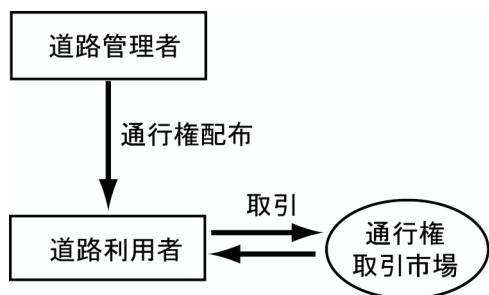 道路管理者
通行権配布
取引
道路利用者
通行権
取引市場